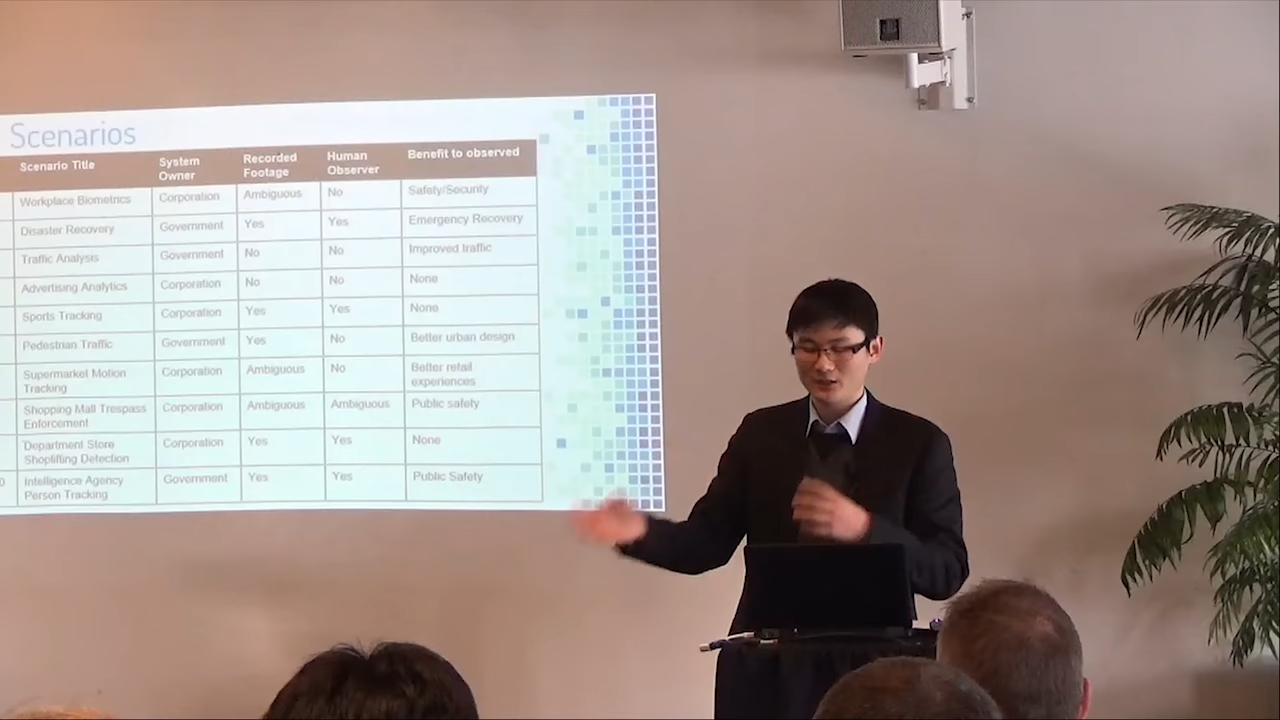 Scenarios
Scenario Title System Owner Recorded Footage Human Observer Benefit to observed
Workplace Biometrics Corporation Ambiguous No Safety/Security
Disaster Recovery Government Yes Yes Emergency Recovery
Traffic Analysis Government No No Improved traffic
Advertising Analytics Corporation No No None
Sports Tracking Corporation Yes Yes None
Pedestrian Traffic Government Yes No Better urban design
Supermarket Motion Tracking Corporation Ambiguous No Better retail experiences
Shopping Mall Trespass Enforcement Corporation Ambiguous Ambiguous Public safety
Department Store Shoplifting Detection Corporation Yes Yes None
0 Intelligence Agency Person Tracking Government Yes Yes Public Safety